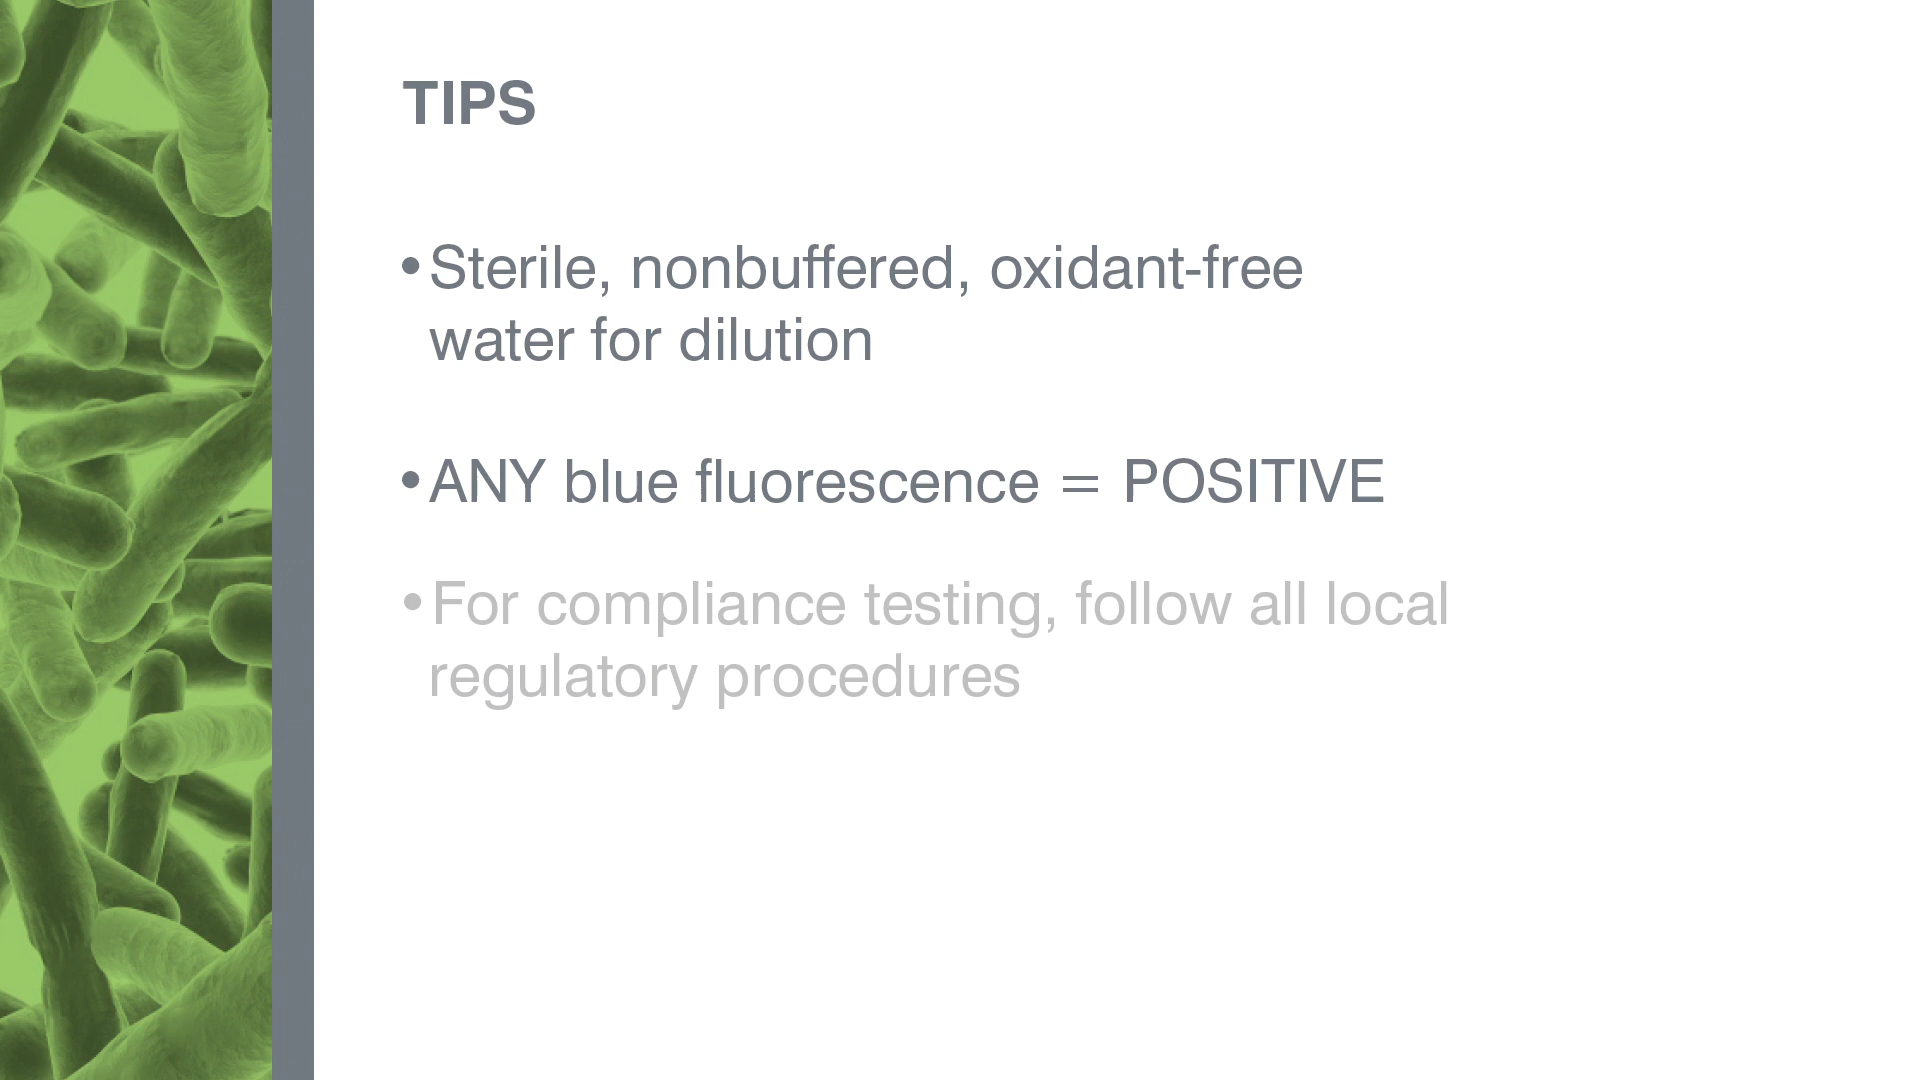 TIPS
•Sterile, nonbuffered, oxidant-free
water for dilution
•ANY blue fluorescence = POSITIVE
•For compliance testing, follow all local
regulatory procedures